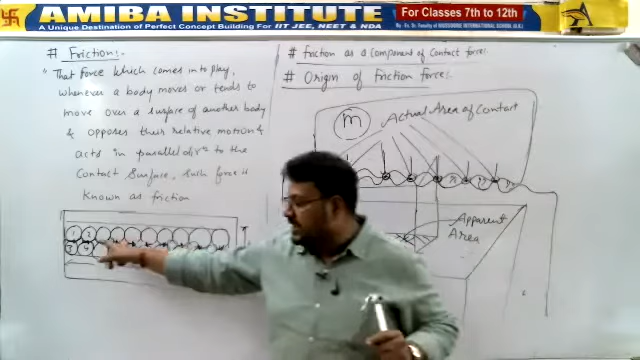 AMIBA INSTITUTE
For Classes 7th to 12th
A Unique Destination of Perfect Concept Building For IIT JEE, NEET & NDA
# Friction:-
" That force which comes into play,
whenever a body moves or tends to
move over a surface of another body
& opposes their relative motion &
acts in parallel dirⁿ to the
Contact Surface, such force is
Known as friction
1 2
# friction as a Component of Contact force:
# Origin of friction force:
m
Actual Area of Contact
Apparent
Area